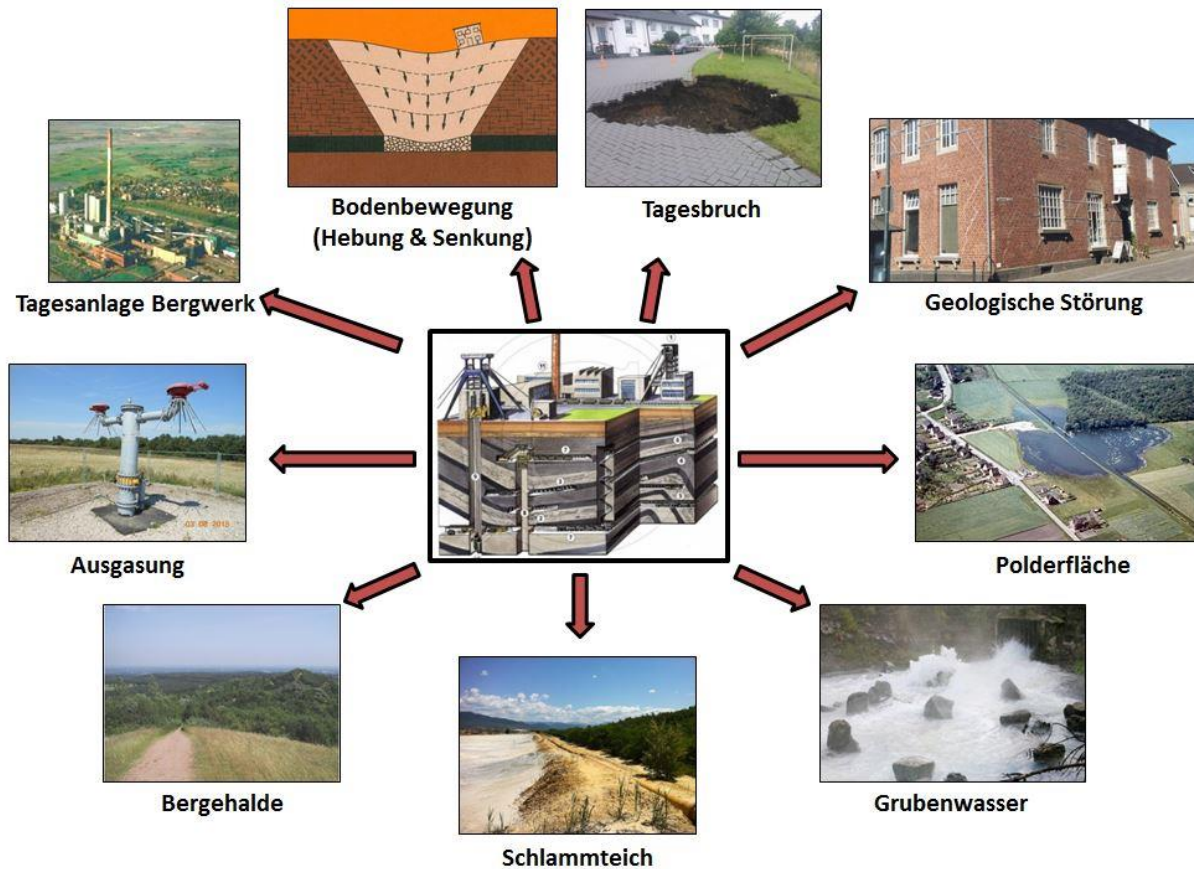 Bodenbewegung
(Hebung & Senkung)
Tagesbruch
Tagesanlage Bergwerk
Geologische Störung
Ausgasung
Polderfläche
Bergehalde
Grubenwasser
Schlammteich